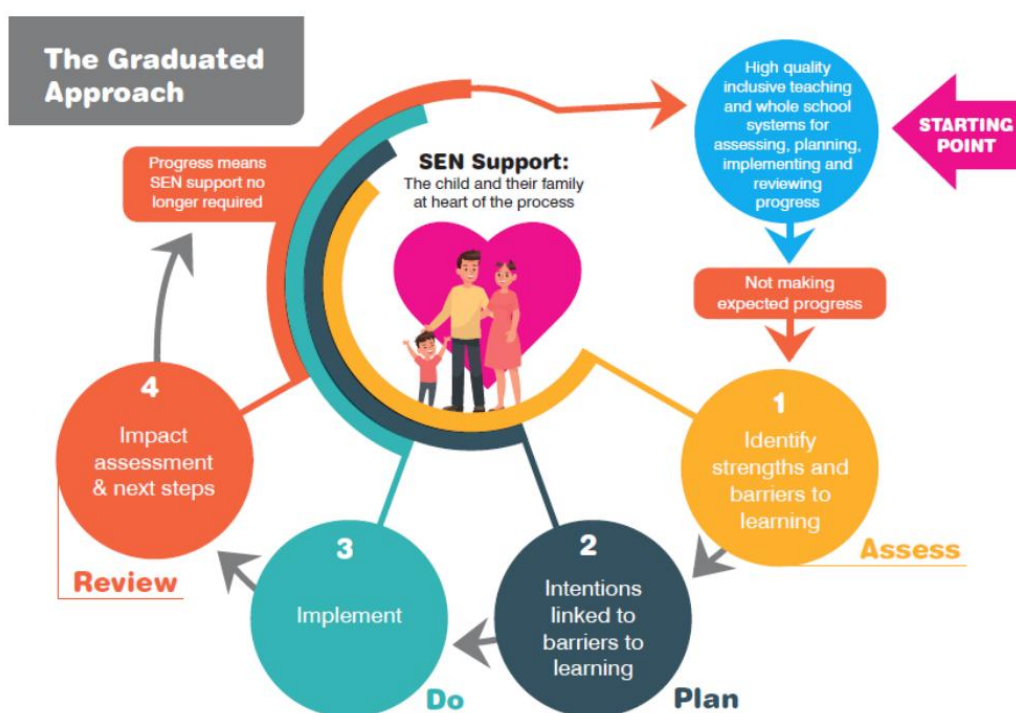 The Graduated
Approach
High quality
inclusive teaching
and whole school
systems for
assessing, planning,
implementing and
reviewing
progress
STARTING
POINT
Progress means
SEN support no
longer required
SEN Support:
The child and their family
at heart of the process
Not making
expected progress
1
Identify
strengths and
barriers to
learning
Assess
2
Intentions
linked to
barriers to
learning
Plan
3
Implement
Do
4
Impact
assessment
& next steps
Review